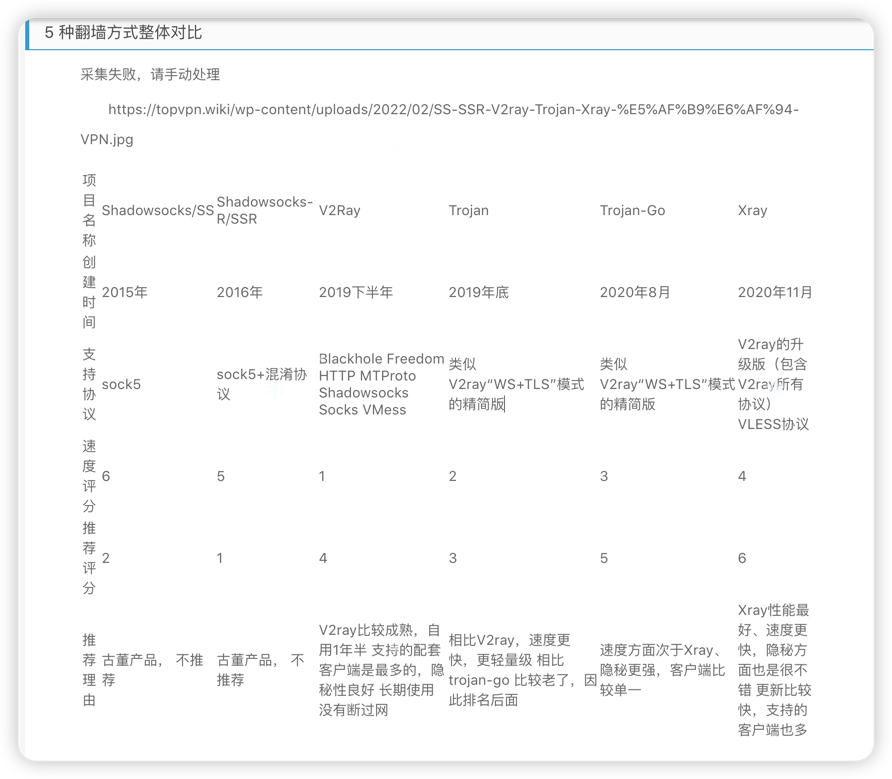 5 种翻墙方式整体对比
采集失败，请手动处理
https://topvpn.wiki/wp-content/uploads/2022/02/SS-SSR-V2ray-Trojan-Xray-%E5%AF%B9%E6%AF%94-
VPN.jpg
项目名称 Shadowsocks/SS Shadowsocks-R/SSR V2Ray Trojan Trojan-Go Xray
创建时间 2015年 2016年 2019下半年 2019年底 2020年8月 2020年11月
支持协议 sock5 sock5+混淆协议 Blackhole Freedom HTTP MTProto Shadowsocks Socks VMess 类似V2ray“WS+TLS”模式的精简版 类似V2ray“WS+TLS”模式的精简版 V2ray的升级版（包含V2ray所有协议） VLESS协议
速度评分 6 5 1 2 3 4
推荐评分 2 1 4 3 5 6
推荐理由 古董产品， 不推荐 古董产品， 不推荐 V2ray比较成熟，自用1年半 支持的配套客户端是最多的，隐秘性良好 长期使用没有断过网 相比V2ray，速度更快，更轻量级 相比trojan-go 比较老了，因此排名后面 速度方面次于Xray、隐秘更强，客户端比较单一 Xray性能最好、速度更快，隐秘方面也是很不错 更新比较快，支持的客户端也多